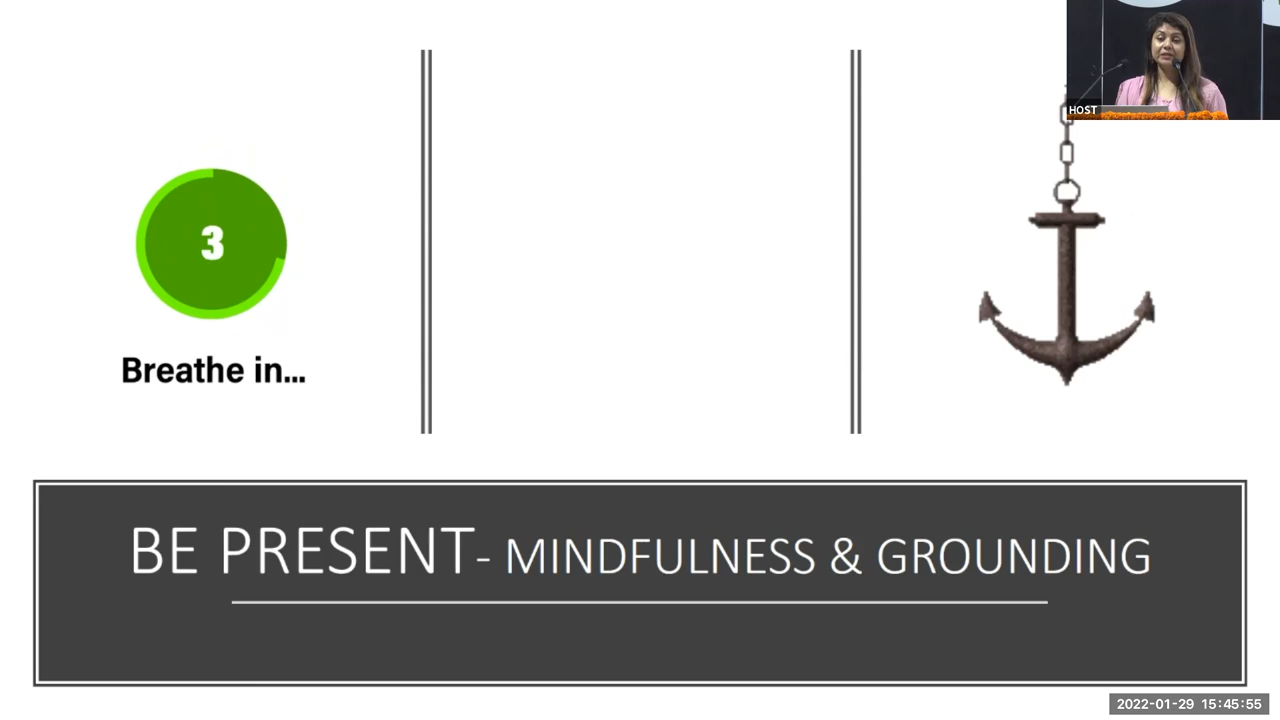 HOST
3
Breathe in...
BE PRESENT- MINDFULNESS & GROUNDING
2022-01-29 15:45:55